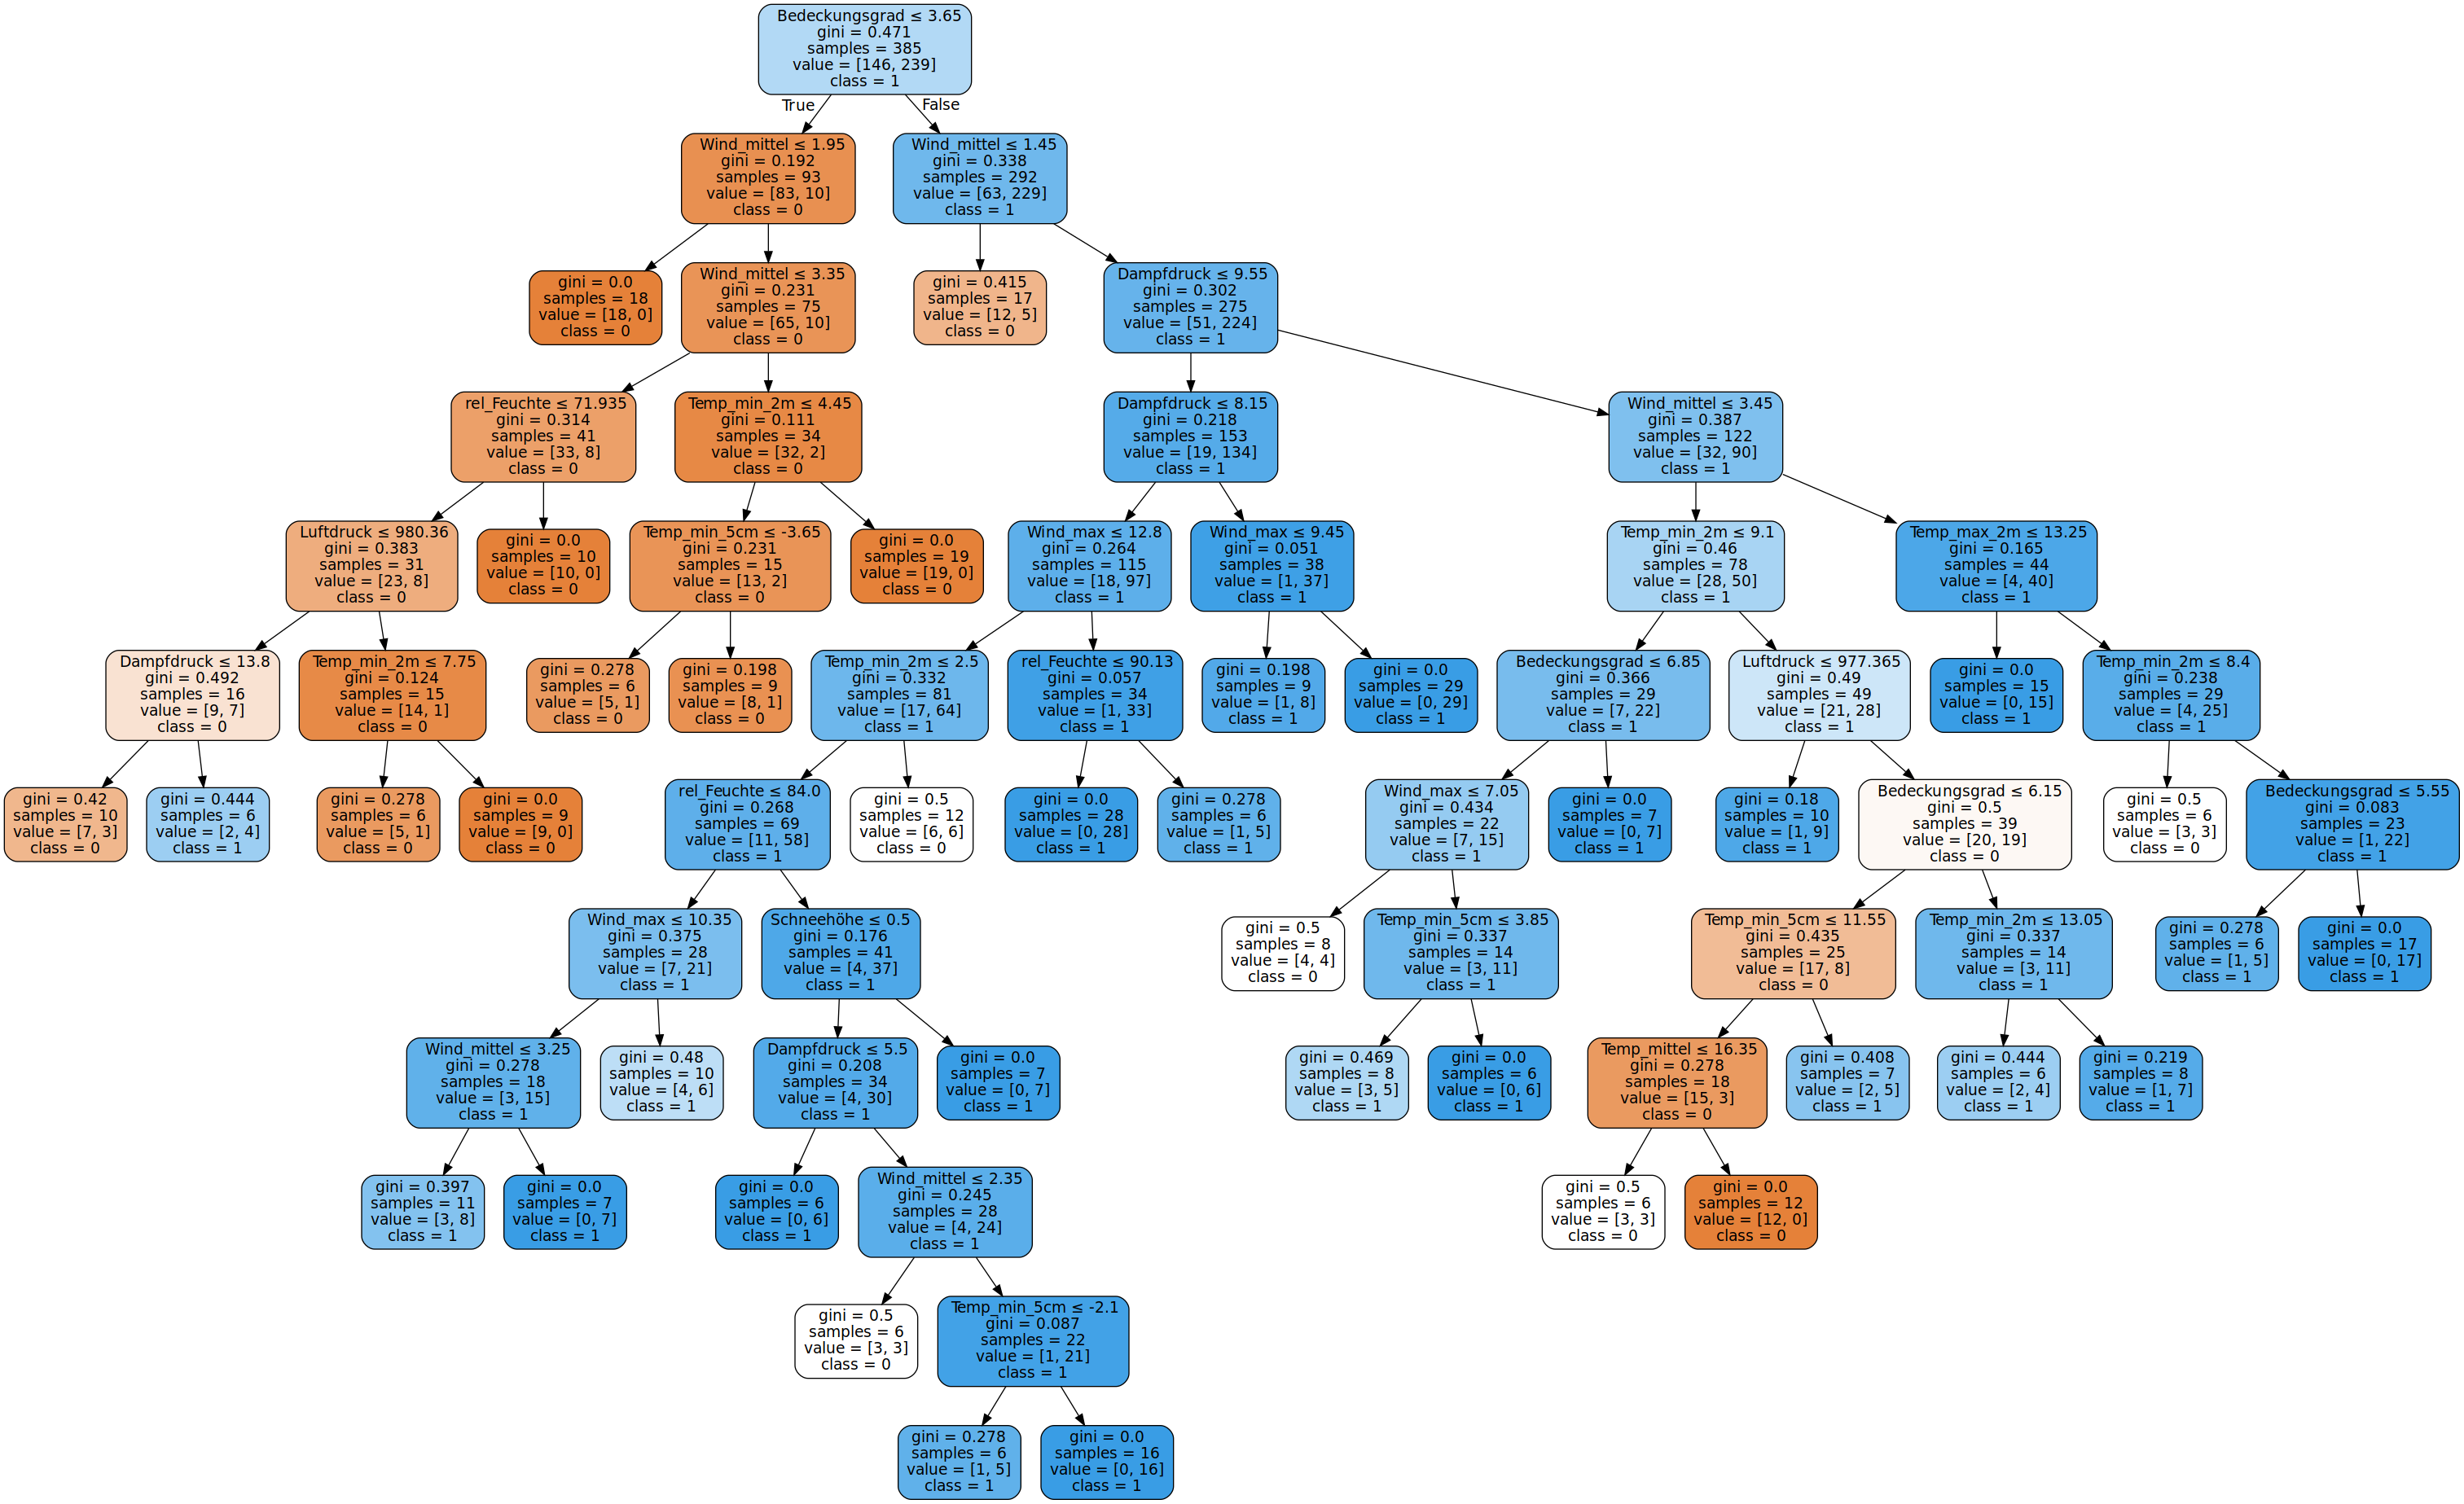 Bedeckungsgrad ≤ 3.65
gini = 0.471
samples = 385
value = [146, 239]
class = 1
True
False
Wind_mittel ≤ 1.95
gini = 0.192
samples = 93
value = [83, 10]
class = 0
Wind_mittel ≤ 1.45
gini = 0.338
samples = 292
value = [63, 229]
class = 1
gini = 0.0
samples = 18
value = [18, 0]
class = 0
Wind_mittel ≤ 3.35
gini = 0.231
samples = 75
value = [65, 10]
class = 0
gini = 0.415
samples = 17
value = [12, 5]
class = 0
Dampfdruck ≤ 9.55
gini = 0.302
samples = 275
value = [51, 224]
class = 1
rel_Feuchte ≤ 71.935
gini = 0.314
samples = 41
value = [33, 8]
class = 0
Temp_min_2m ≤ 4.45
gini = 0.111
samples = 34
value = [32, 2]
class = 0
Dampfdruck ≤ 8.15
gini = 0.218
samples = 153
value = [19, 134]
class = 1
Wind_mittel ≤ 3.45
gini = 0.387
samples = 122
value = [32, 90]
class = 1
Luftdruck ≤ 980.36
gini = 0.383
samples = 31
value = [23, 8]
class = 0
gini = 0.0
samples = 10
value = [10, 0]
class = 0
Temp_min_5cm ≤ -3.65
gini = 0.231
samples = 15
value = [13, 2]
class = 0
gini = 0.0
samples = 19
value = [19, 0]
class = 0
Wind_max ≤ 12.8
gini = 0.264
samples = 115
value = [18, 97]
class = 1
Wind_max ≤ 9.45
gini = 0.051
samples = 38
value = [1, 37]
class = 1
Temp_min_2m ≤ 9.1
gini = 0.46
samples = 78
value = [28, 50]
class = 1
Temp_max_2m ≤ 13.25
gini = 0.165
samples = 44
value = [4, 40]
class = 1
Dampfdruck ≤ 13.8
gini = 0.492
samples = 16
value = [9, 7]
class = 0
Temp_min_2m ≤ 7.75
gini = 0.124
samples = 15
value = [14, 1]
class = 0
gini = 0.278
samples = 6
value = [5, 1]
class = 0
gini = 0.198
samples = 9
value = [8, 1]
class = 0
Temp_min_2m ≤ 2.5
gini = 0.332
samples = 81
value = [17, 64]
class = 1
rel_Feuchte ≤ 90.13
gini = 0.057
samples = 34
value = [1, 33]
class = 1
gini = 0.198
samples = 9
value = [1, 8]
class = 1
gini = 0.0
samples = 29
value = [0, 29]
class = 1
Bedeckungsgrad ≤ 6.85
gini = 0.366
samples = 29
value = [7, 22]
class = 1
Luftdruck ≤ 977.365
gini = 0.49
samples = 49
value = [21, 28]
class = 1
gini = 0.0
samples = 15
value = [0, 15]
class = 1
Temp_min_2m ≤ 8.4
gini = 0.238
samples = 29
value = [4, 25]
class = 1
gini = 0.42
samples = 10
value = [7, 3]
class = 0
gini = 0.444
samples = 6
value = [2, 4]
class = 1
gini = 0.278
samples = 6
value = [5, 1]
class = 0
gini = 0.0
samples = 9
value = [9, 0]
class = 0
rel_Feuchte ≤ 84.0
gini = 0.268
samples = 69
value = [11, 58]
class = 1
gini = 0.5
samples = 12
value = [6, 6]
class = 0
gini = 0.0
samples = 28
value = [0, 28]
class = 1
gini = 0.278
samples = 6
value = [1, 5]
class = 1
Wind_max ≤ 7.05
gini = 0.434
samples = 22
value = [7, 15]
class = 1
gini = 0.0
samples = 7
value = [0, 7]
class = 1
gini = 0.18
samples = 10
value = [1, 9]
class = 1
Bedeckungsgrad ≤ 6.15
gini = 0.5
samples = 39
value = [20, 19]
class = 0
gini = 0.5
samples = 6
value = [3, 3]
class = 0
Bedeckungsgrad ≤ 5.55
gini = 0.083
samples = 23
value = [1, 22]
class = 1
Wind_max ≤ 10.35
gini = 0.375
samples = 28
value = [7, 21]
class = 1
Schneehöhe ≤ 0.5
gini = 0.176
samples = 41
value = [4, 37]
class = 1
gini = 0.5
samples = 8
value = [4, 4]
class = 0
Temp_min_5cm ≤ 3.85
gini = 0.337
samples = 14
value = [3, 11]
class = 1
Temp_min_5cm ≤ 11.55
gini = 0.435
samples = 25
value = [17, 8]
class = 0
Temp_min_2m ≤ 13.05
gini = 0.337
samples = 14
value = [3, 11]
class = 1
gini = 0.278
samples = 6
value = [1, 5]
class = 1
gini = 0.0
samples = 17
value = [0, 17]
class = 1
Wind_mittel ≤ 3.25
gini = 0.278
samples = 18
value = [3, 15]
class = 1
gini = 0.48
samples = 10
value = [4, 6]
class = 1
Dampfdruck ≤ 5.5
gini = 0.208
samples = 34
value = [4, 30]
class = 1
gini = 0.0
samples = 7
value = [0, 7]
class = 1
gini = 0.469
samples = 8
value = [3, 5]
class = 1
gini = 0.0
samples = 6
value = [0, 6]
class = 1
Temp_mittel ≤ 16.35
gini = 0.278
samples = 18
value = [15, 3]
class = 0
gini = 0.408
samples = 7
value = [2, 5]
class = 1
gini = 0.444
samples = 6
value = [2, 4]
class = 1
gini = 0.219
samples = 8
value = [1, 7]
class = 1
gini = 0.397
samples = 11
value = [3, 8]
class = 1
gini = 0.0
samples = 7
value = [0, 7]
class = 1
gini = 0.0
samples = 6
value = [0, 6]
class = 1
Wind_mittel ≤ 2.35
gini = 0.245
samples = 28
value = [4, 24]
class = 1
gini = 0.5
samples = 6
value = [3, 3]
class = 0
gini = 0.0
samples = 12
value = [12, 0]
class = 0
gini = 0.5
samples = 6
value = [3, 3]
class = 0
Temp_min_5cm ≤ -2.1
gini = 0.087
samples = 22
value = [1, 21]
class = 1
gini = 0.278
samples = 6
value = [1, 5]
class = 1
gini = 0.0
samples = 16
value = [0, 16]
class = 1